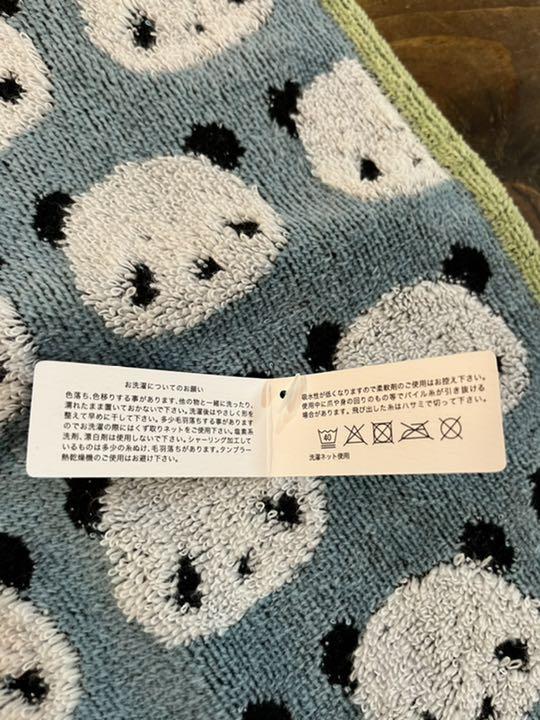 お洗濯についてのお願い
色落ち、色移りする事があります、他の物と一緒に洗ったり、
濡れたまま置いておかないで下さい。洗濯後はやさしく形を
整えて早めに干して下さい。多少毛羽落ちする事があります
のでお洗濯の際にはくず取りネットをご使用下さい。塩素系
洗剤、漂白剤は使用しないで下さい。シャーリング加工して
いるものは多少の糸ぬけ、毛羽落ちがあります。タンブラー
熱乾燥機のご使用はお避け下さい。
吸水性が低くなりますので柔軟剤のご使用はお控え下さい。
使用中に爪や身の回りのもの等でパイル糸が引き抜ける
場合があります。飛び出した糸はハサミで切って下さい。
40
洗濯ネット使用